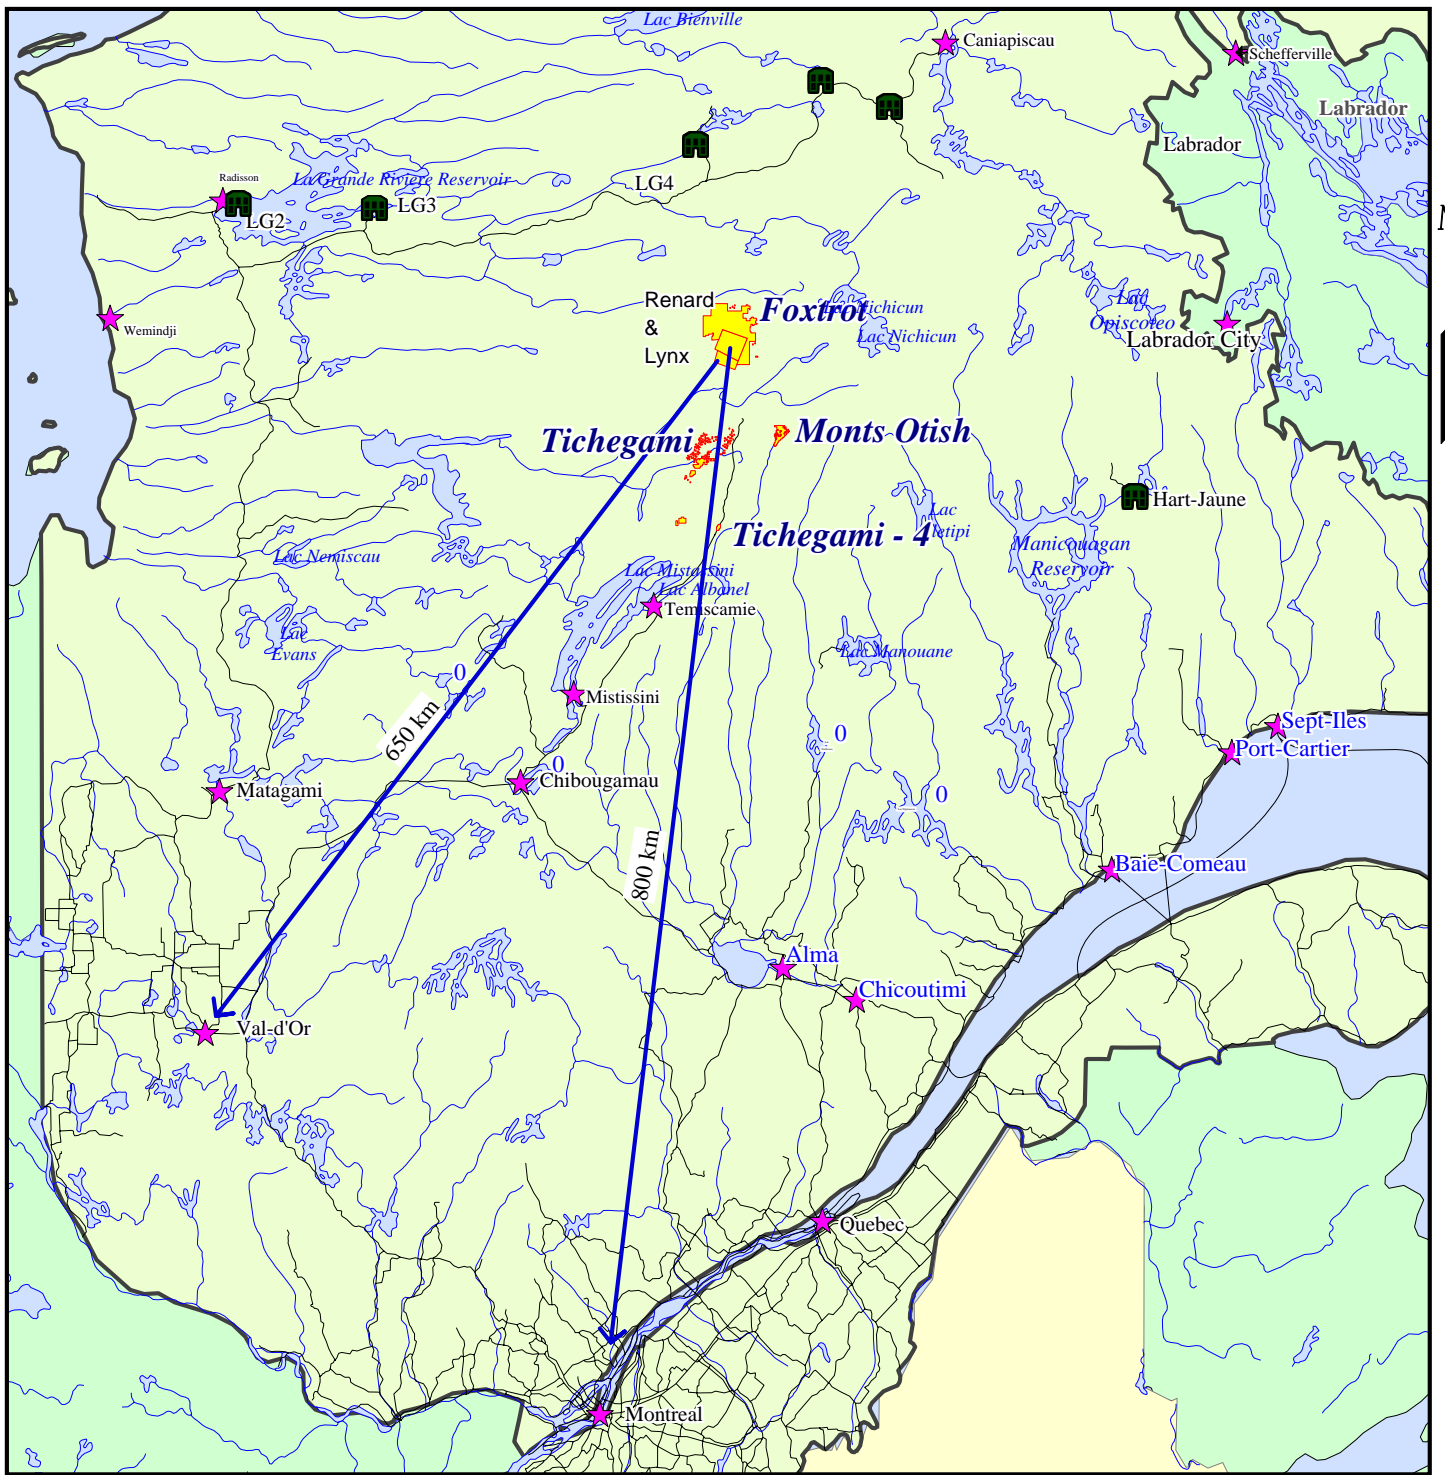 Lac Bienville
Caniapiscau
Schefferville
Labrador
Labrador
Radisson
La Grande Riviere Reservoir
LG4
LG3
LG2
N
Renard
&
Lynx
Foxtrot
Lac Nichicun
Lac Nichicun
Lac
Opiscoteo
Labrador City
Wemindji
Tichegami
Monts Otish
Hart-Jaune
Tichegami - 4
Lac
Manicouagan
Reservoir
Lac Nemiscau
Lac Mistassini
Lac Albanel
Temiscamie
Lac
Evans
Lac Manouane
0
Mistissini
650 km
0
0
Sept-Iles
Port-Cartier
Matagami
Chibougamau
0
800 km
Baie-Comeau
Alma
Chicoutimi
Val-d'Or
Quebec
Montreal